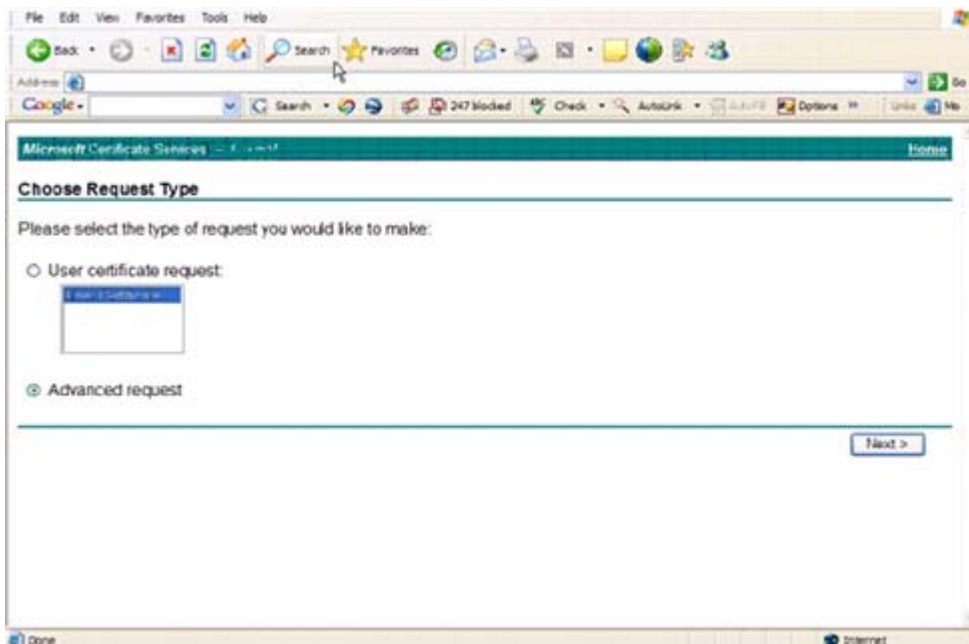 File Edit View Favorites Tools Help
Back Search Favorites
Address Go
Google Search 247 blocked Check AutoLink AutoFill Options Links
Microsoft Certificate Services -- Home
Choose Request Type
Please select the type of request you would like to make:
User certificate request:
Advanced request
Next >
Done Internet